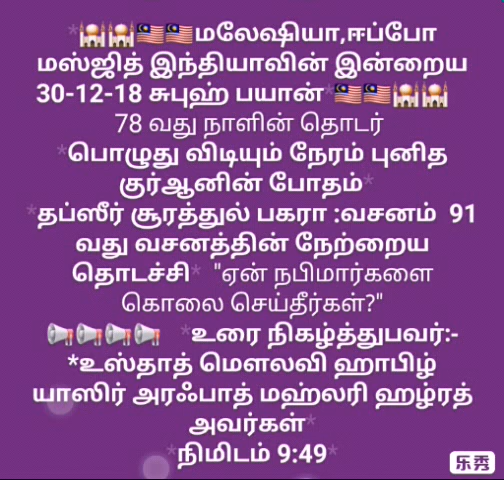 *🕌🕌🇲🇾🇲🇾மலேஷியா,ஈப்போ
மஸ்ஜித் இந்தியாவின் இன்றைய
30-12-18 சுபுஹ் பயான்*🇲🇾🇲🇾🕌🕌
78 வது நாளின் தொடர்
*பொழுது விடியும் நேரம் புனித
குர்ஆனின் போதம்*
*தப்ஸீர் சூரத்துல் பகரா :வசனம் 91
வது வசனத்தின் நேற்றைய
தொடச்சி* "ஏன் நபிமார்களை
கொலை செய்தீர்கள்?"
📢📢📢📢 *உரை நிகழ்த்துபவர்:-
*உஸ்தாத் மௌலவி ஹாபிழ்
யாஸிர் அரஃபாத் மஹ்லரி ஹழ்ரத்
அவர்கள்*
*நிமிடம் 9:49*
乐秀